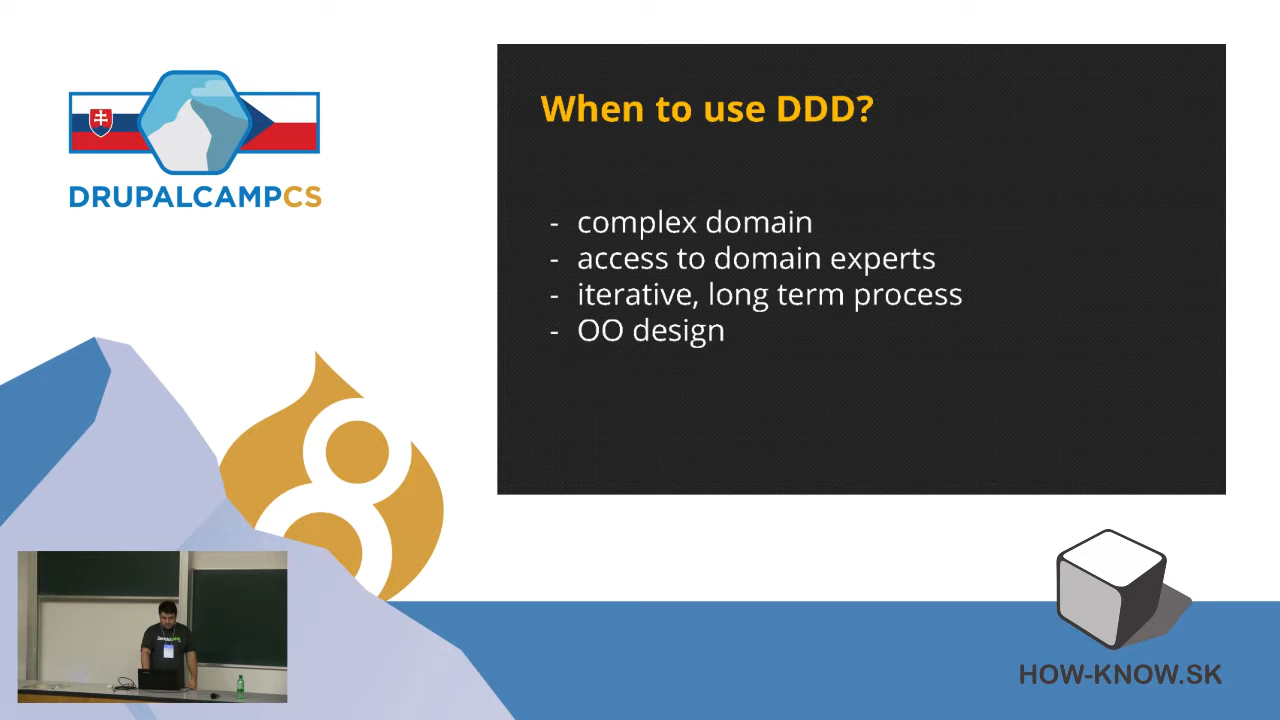 DRUPALCAMPCS
When to use DDD?
- complex domain
- access to domain experts
- iterative, long term process
- OO design
8
HOW-KNOW.SK